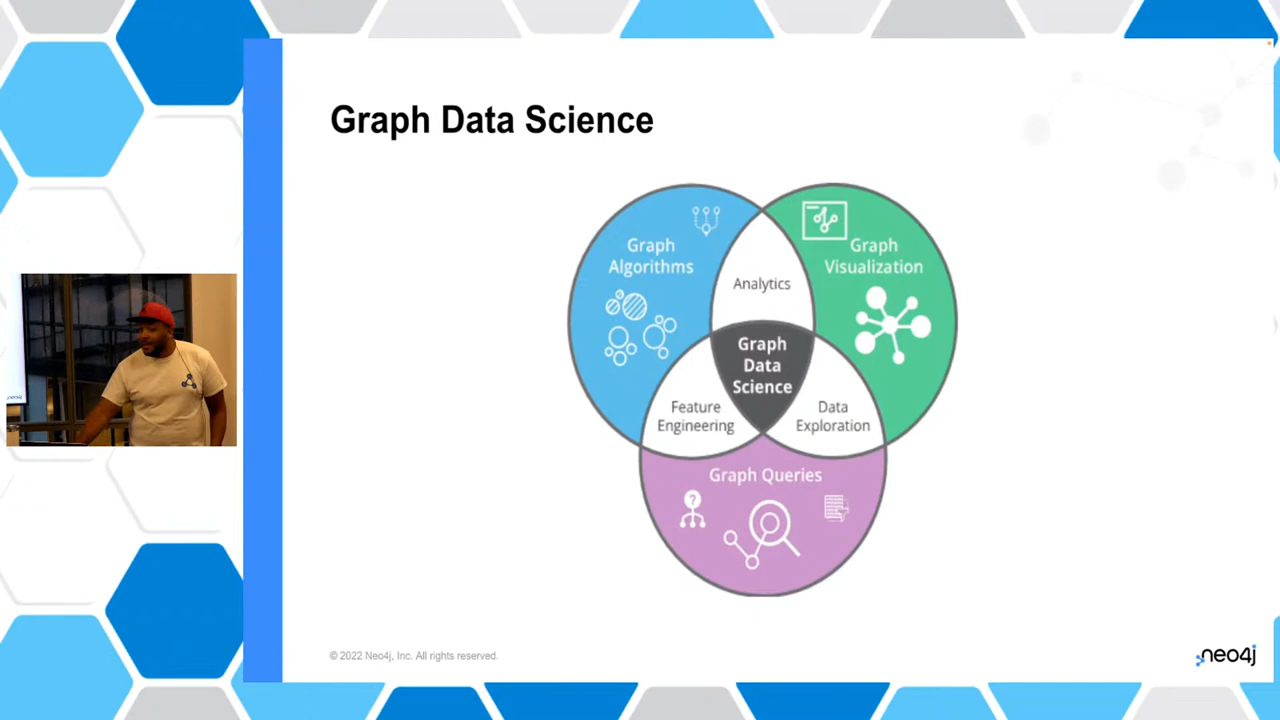 Graph Data Science
Graph
Algorithms
Graph
Visualization
Analytics
Graph
Data
Science
Feature
Engineering
Data
Exploration
Graph Queries
?
© 2022 Neo4j, Inc. All rights reserved.
neo4j
neo4j